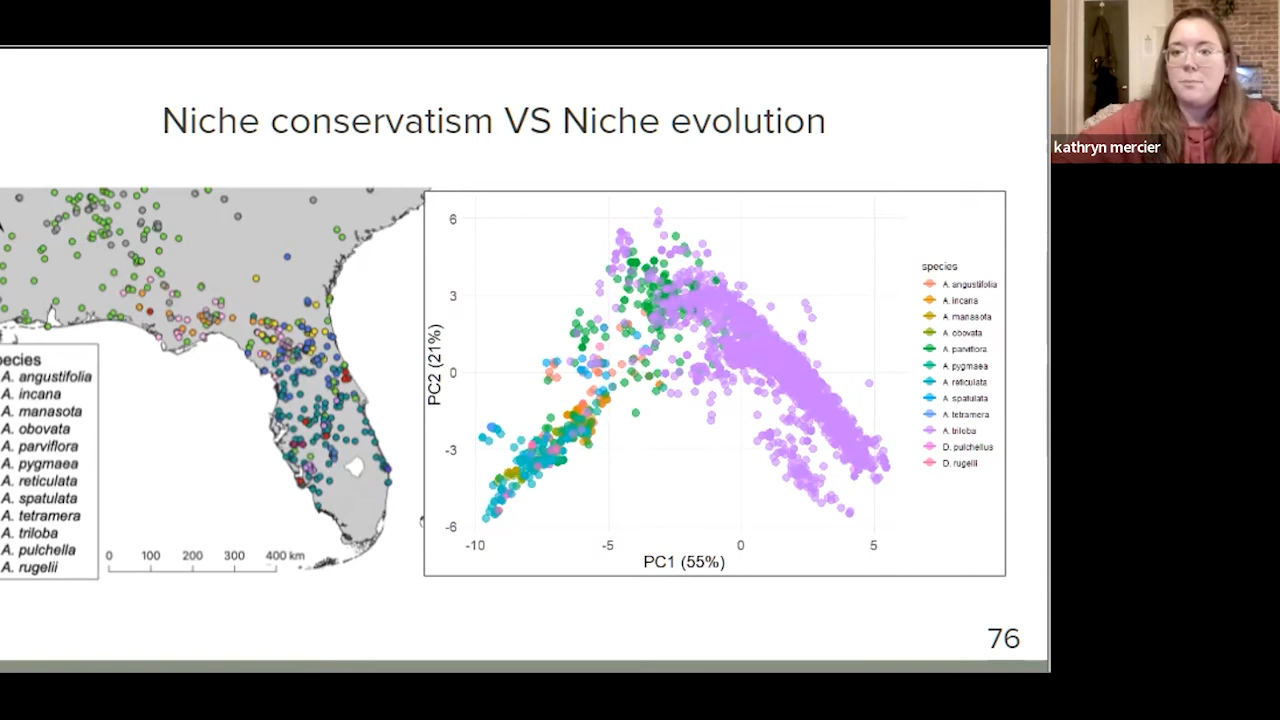 kathryn mercier
Niche conservatism VS Niche evolution
pecies
A. angustifolia
A. incana
A. manasota
A. obovata
A. parviflora
A. pygmaea
A. reticulata
A. spatulata
A. tetramera
A. triloba
A. pulchella
A. rugelii
0 100 200 300 400 km
6
3
0
-3
-6
PC2 (21%)
-10 -5 0 5
PC1 (55%)
species
A. angustifolia
A. incana
A. manasota
A. obovata
A. parviflora
A. pygmaea
A. reticulata
A. spatulata
A. tetramera
A. triloba
D. pulchellus
D. rugelii
76